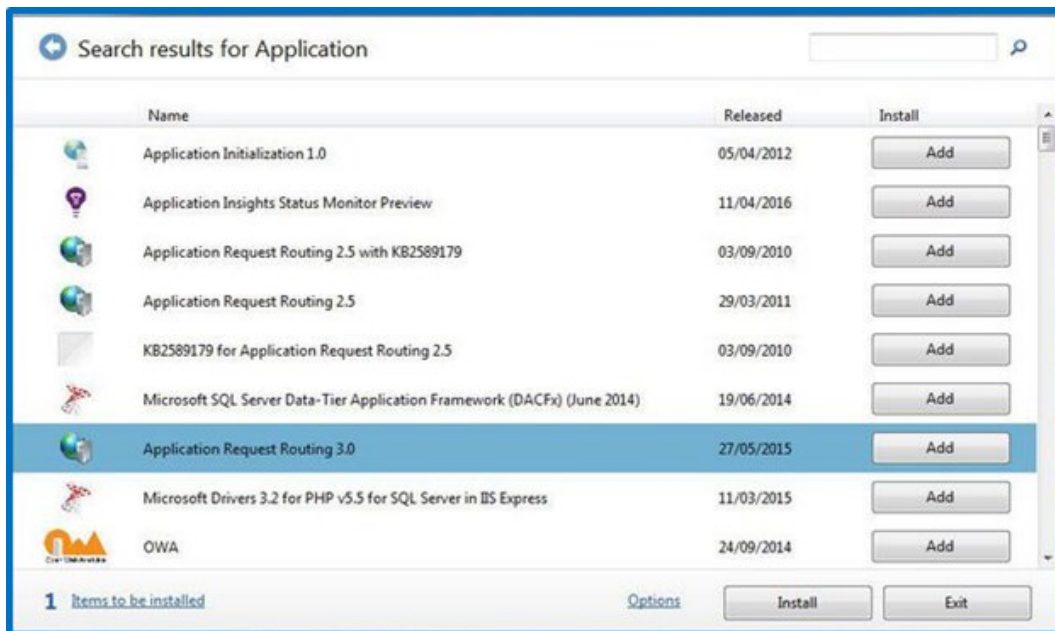 Search results for Application
Name Released Install
Application Initialization 1.0 05/04/2012 Add
Application Insights Status Monitor Preview 11/04/2016 Add
Application Request Routing 2.5 with KB2589179 03/09/2010 Add
Application Request Routing 2.5 29/03/2011 Add
KB2589179 for Application Request Routing 2.5 03/09/2010 Add
Microsoft SQL Server Data-Tier Application Framework (DACFx) (June 2014) 19/06/2014 Add
Application Request Routing 3.0 27/05/2015 Add
Microsoft Drivers 3.2 for PHP v5.5 for SQL Server in IIS Express 11/03/2015 Add
OWA 24/09/2014 Add
1 Items to be installed Options Install Exit